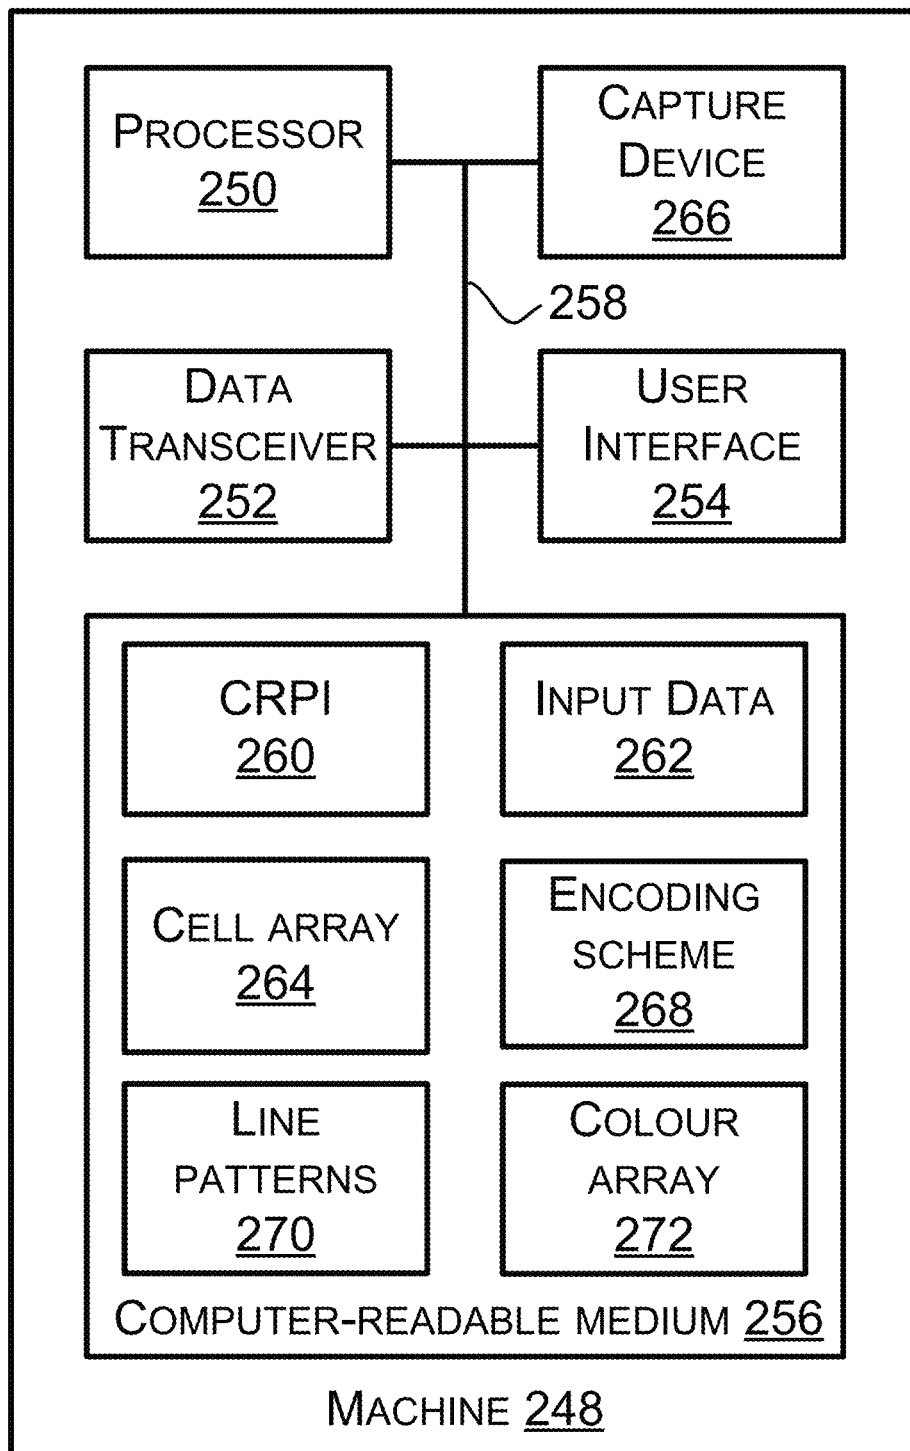 PROCESSOR
250
CAPTURE
DEVICE
266
258
DATA
TRANSCEIVER
252
USER
INTERFACE
254
CRPI
260
INPUT DATA
262
CELL ARRAY
264
ENCODING
SCHEME
268
LINE
PATTERNS
270
COLOUR
ARRAY
272
COMPUTER-READABLE MEDIUM 256
MACHINE 248